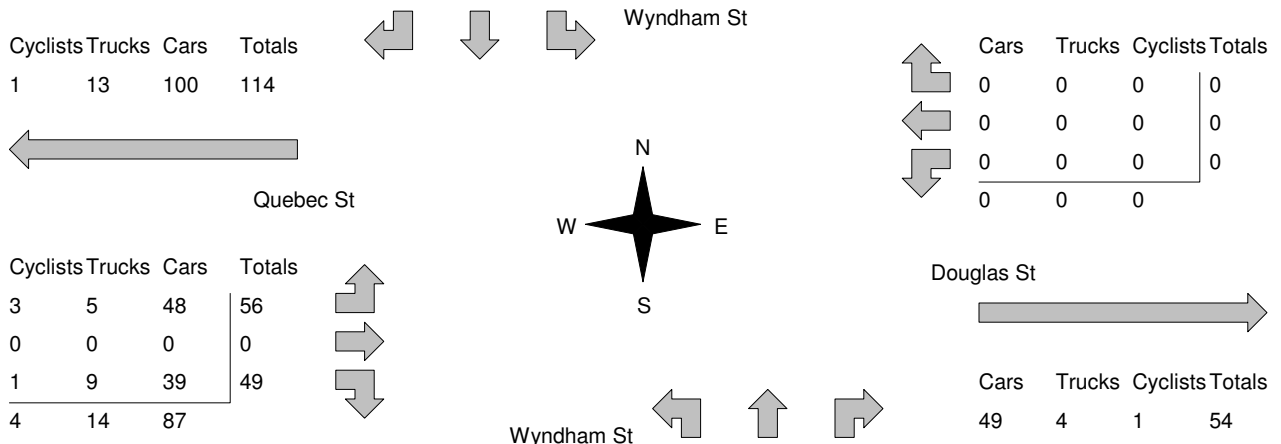 Wyndham St
Cyclists Trucks Cars Totals
1 13 100 114
Cars Trucks Cyclists Totals
0 0 0 0
0 0 0 0
0 0 0 0
0 0 0
Quebec St
N
W E
S
Cyclists Trucks Cars Totals
3 5 48 56
0 0 0 0
1 9 39 49
4 14 87
Douglas St
Cars Trucks Cyclists Totals
49 4 1 54
Wyndham St